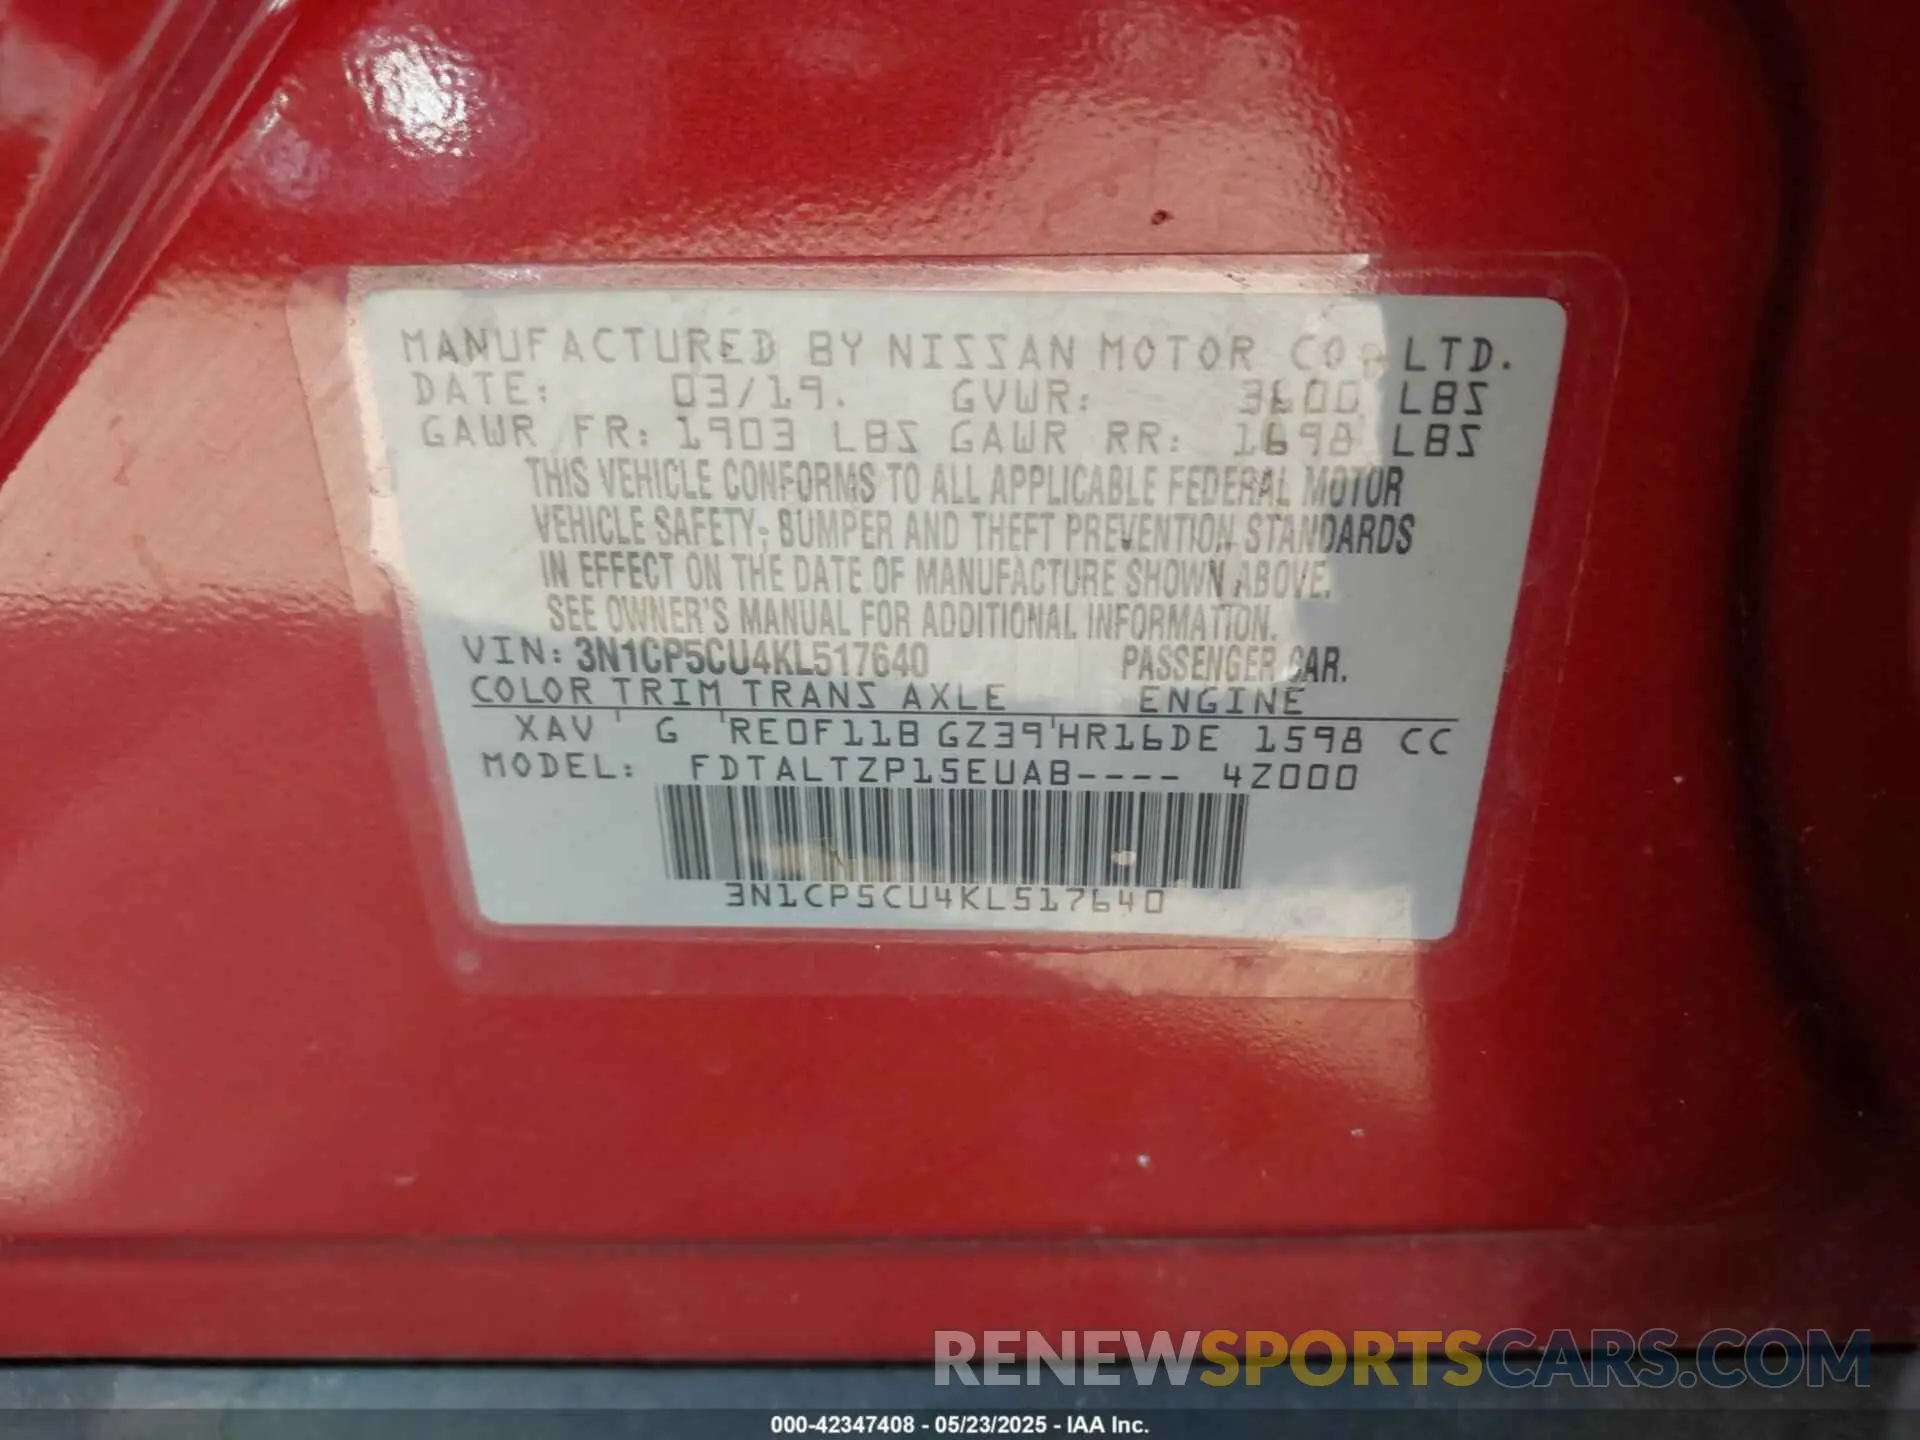 MANUFACTURED BY NISSAN MOTOR CO., LTD.
DATE: 03/19. GVWR: 3600 LBS
GAWR FR: 1903 LBS GAWR RR: 1698 LBS
THIS VEHICLE CONFORMS TO ALL APPLICABLE FEDERAL MOTOR
VEHICLE SAFETY, BUMPER AND THEFT PREVENTION STANDARDS
IN EFFECT ON THE DATE OF MANUFACTURE SHOWN ABOVE.
SEE OWNER'S MANUAL FOR ADDITIONAL INFORMATION.
VIN: 3N1CP5CU4KL517640 PASSENGER CAR.
COLOR TRIM TRANS AXLE ENGINE
XAV ' G ' RE0F11B GZ39 ' HR16DE 1598 CC
MODEL: FDTALTZP15EUAB---- 4Z000
3N1CP5CU4KL517640
RENEWSPORTSCARS.COM
000-42347408 - 05/23/2025 - IAA Inc.